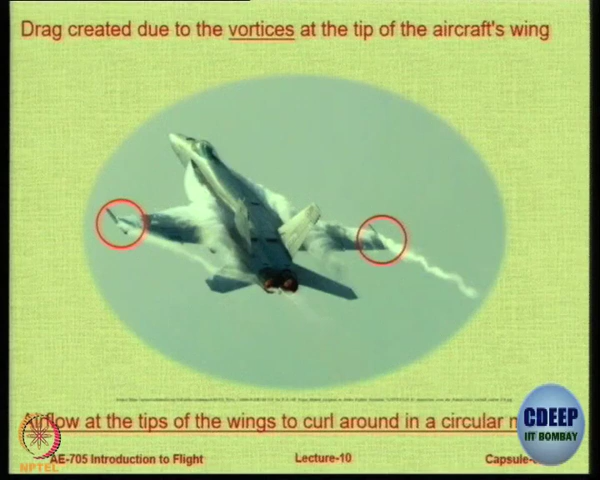 Drag created due to the vortices at the tip of the aircraft's wing
Airflow at the tips of the wings to curl around in a circular
CDEEP
IIT BOMBAY
AE-705 Introduction to Flight
Lecture-10
NPTEL